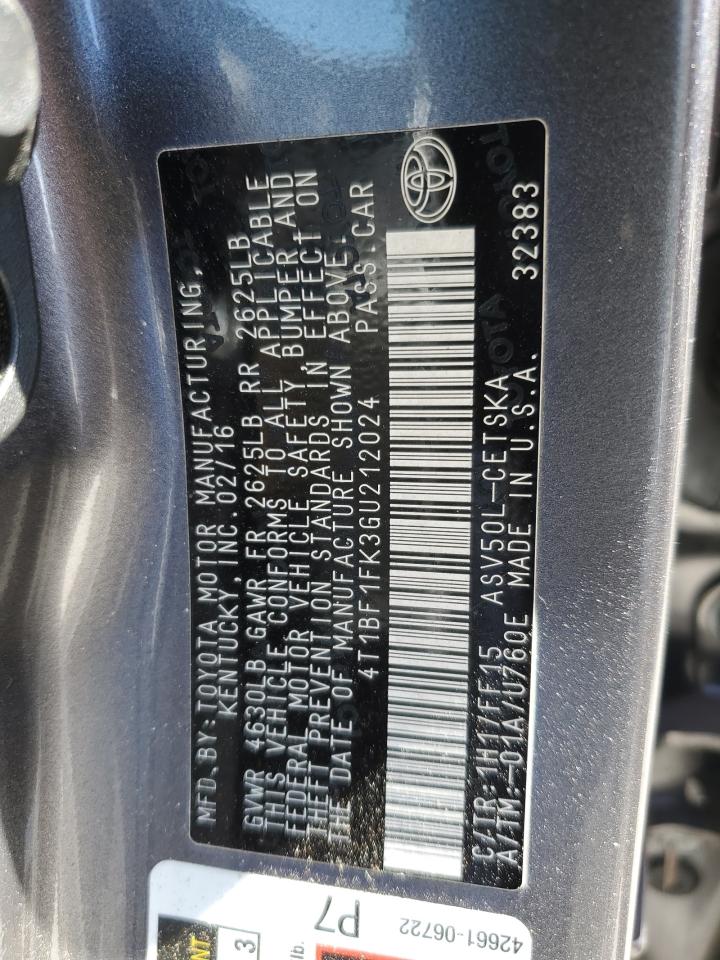 MFD.BY:TOYOTA MOTOR MANUFACTURING,
KENTUCKY, INC. 02/16
GVWR 4630LB GAWR FR 2625LB RR 2625LB
THIS VEHICLE CONFORMS TO ALL APPLICABLE
FEDERAL MOTOR VEHICLE SAFETY, BUMPER AND
THEFT PREVENTION STANDARDS IN EFFECT ON
THE DATE OF MANUFACTURE SHOWN ABOVE.
4T1BF1FK3GU212024 PASS.CAR
C/TR:1H17/FF15 ASV50L-CETSKA 32383
A/TM:-01A/U760E MADE IN U.S.A.
P7
42661-06722
3
lb.